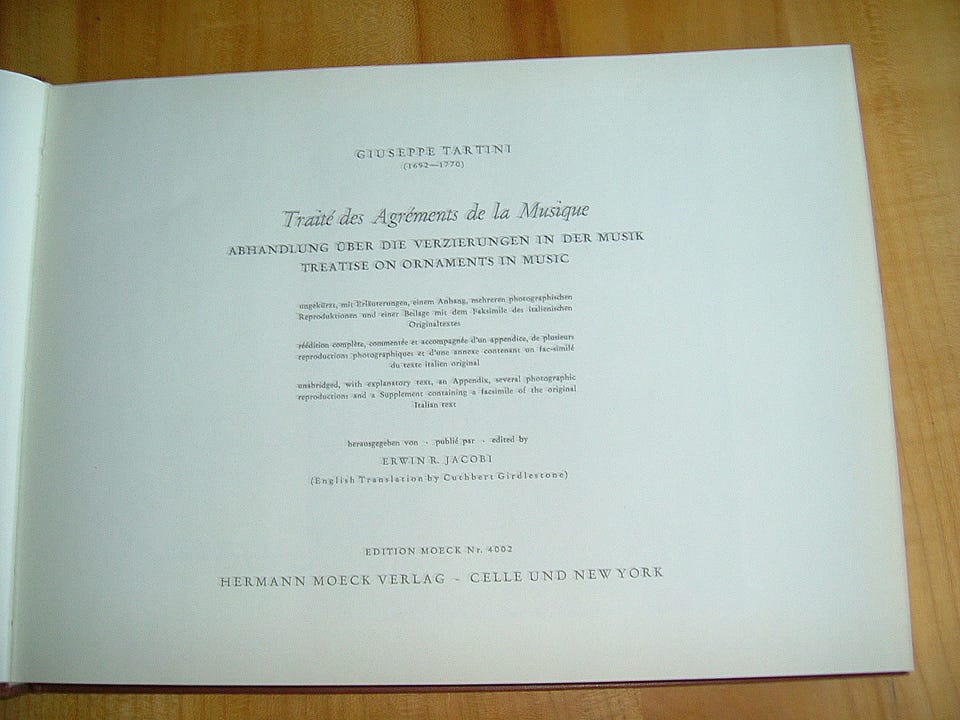 GIUSEPPE TARTINI
(1692—1770)
Traité des Agréments de la Musique
ABHANDLUNG ÜBER DIE VERZIERUNGEN IN DER MUSIK
TREATISE ON ORNAMENTS IN MUSIC
ungekürzt, mit Erläuterungen, einem Anhang, mehreren photographischen
Reproduktionen und einer Beilage mit dem Faksimile des italienischen
Originaltextes
réédition complète, commentée et accompagnée d'un appendice, de plusieurs
reproductions photographiques et d'une annexe contenant un fac-similé
du texte italien original
unabridged, with explanatory text, an Appendix, several photographic
reproductions and a Supplement containing a facsimile of the original
Italian text
herausgegeben von · publié par · edited by
ERWIN R. JACOBI
(English Translation by Cuthbert Girdlestone)
EDITION MOECK Nr. 4002
HERMANN MOECK VERLAG - CELLE UND NEW YORK